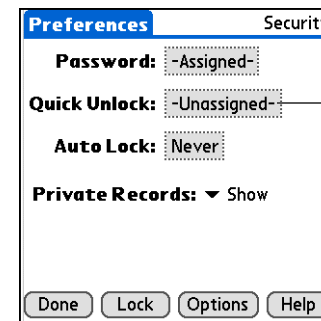 Preferences Securit
Password: -Assigned-
Quick Unlock: -Unassigned-
Auto Lock: Never
Private Records: Show
Done Lock Options Help